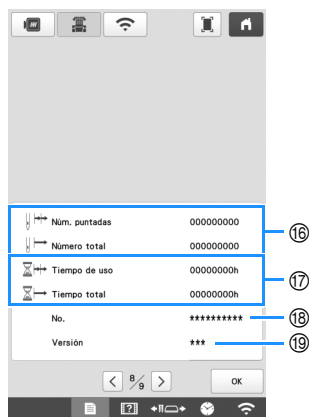 Núm. puntadas 000000000
Número total 000000000
⑯
Tiempo de uso 00000000h
Tiempo total 00000000h
⑰
No. ********** ⑱
Versión *** ⑲
< 8/9 > OK